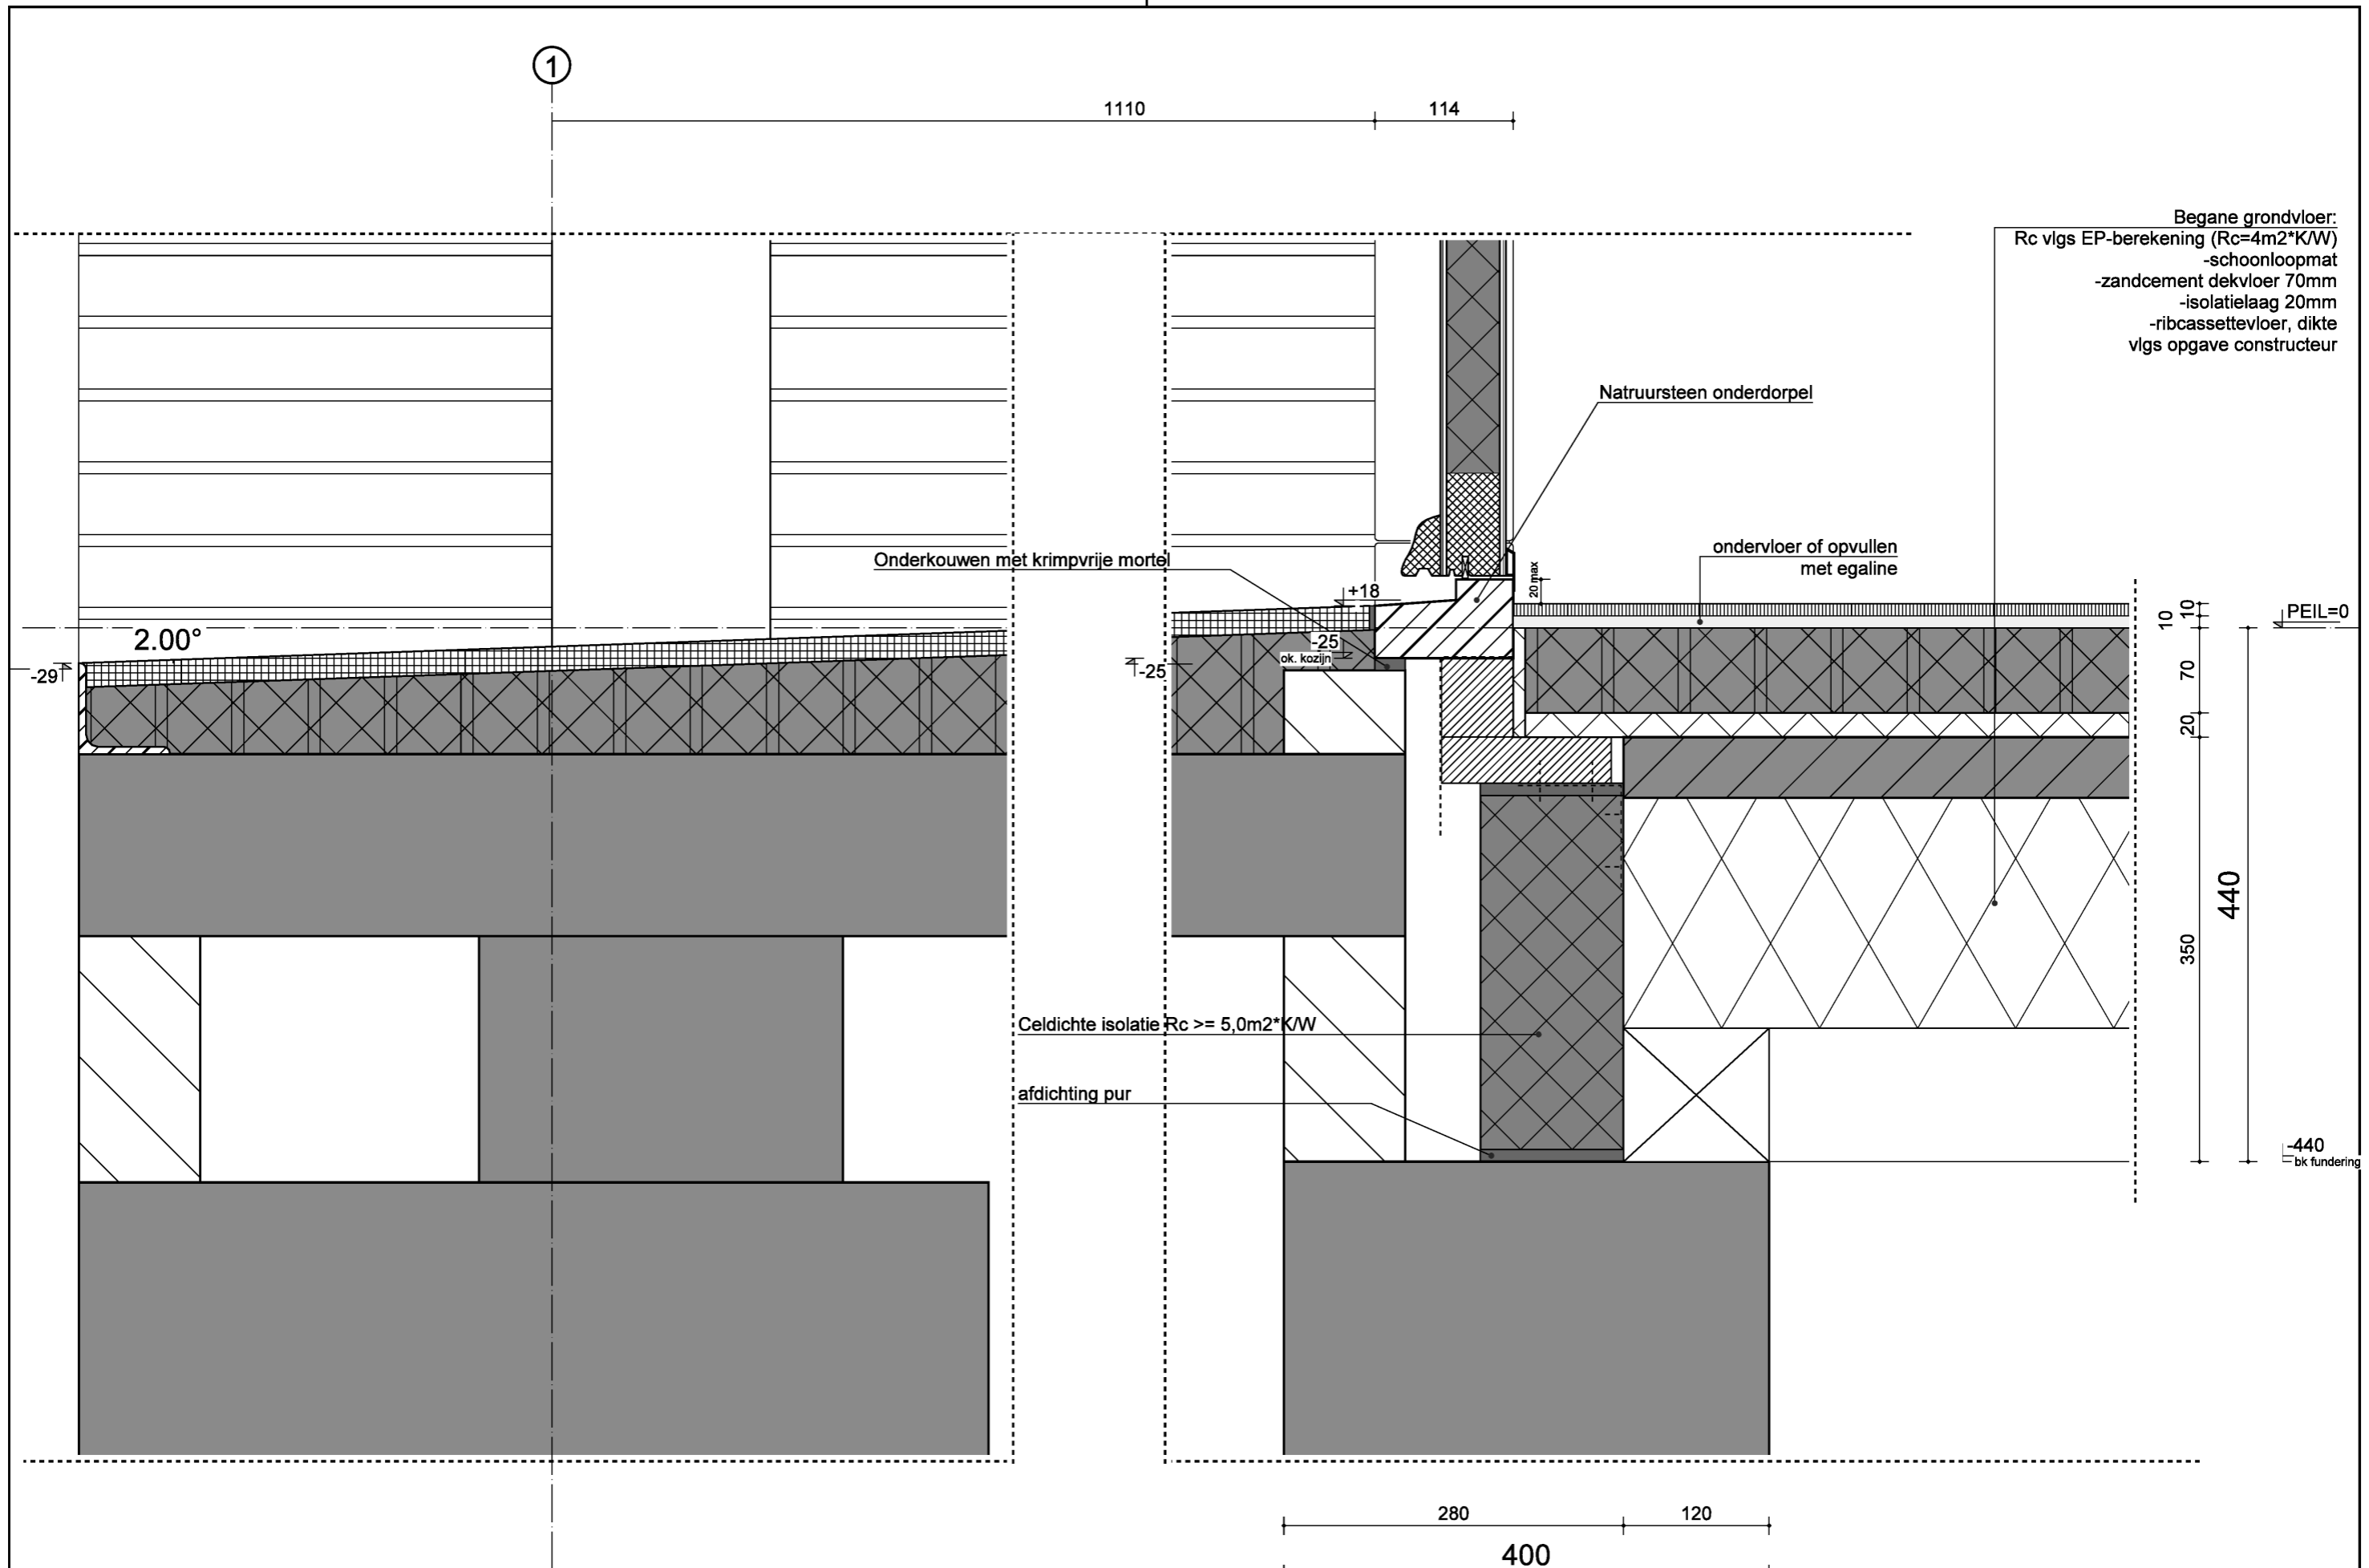 1
1110
114
Begane grondvloer:
Rc vlgs EP-berekening (Rc=4m2*K/W)
-schoonloopmat
-zandcement dekvloer 70mm
-isolatielaag 20mm
-ribcassettevloer, dikte
vlgs opgave constructeur
Natruursteen onderdorpel
ondervloer of opvullen
met egaline
Onderkouwen met krimpvrije mortel
20 max
+18
10
10
PEIL=0
2.00°
-29
-25
-25
ok. kozijn
70
20
440
350
Celdichte isolatie Rc >= 5,0m2*K/W
afdichting pur
-440
bk fundering
280
120
400